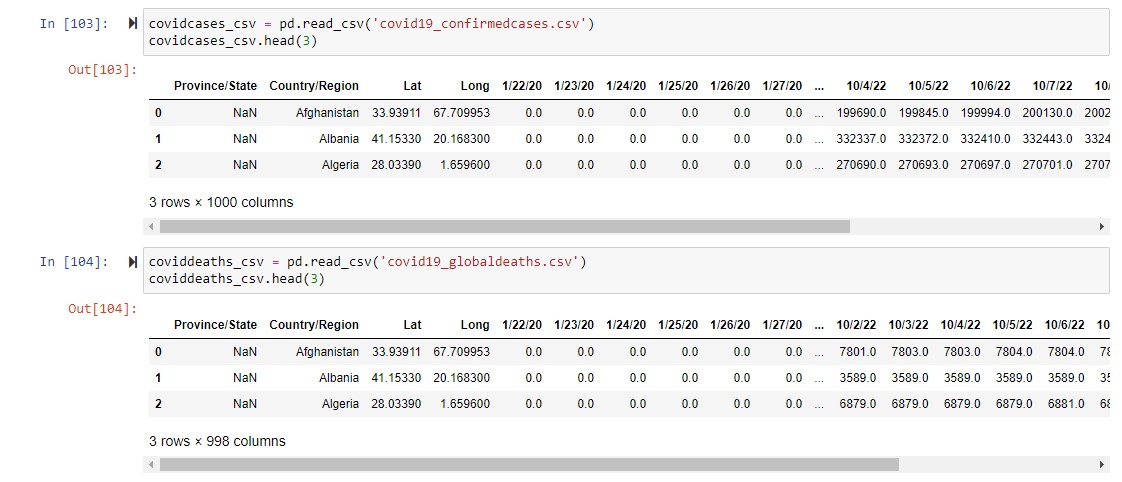 In [103]: covidcases_csv = pd.read_csv('covid19_confirmedcases.csv')
covidcases_csv.head(3)
Out[103]:
Province/State Country/Region Lat Long 1/22/20 1/23/20 1/24/20 1/25/20 1/26/20 1/27/20 ... 10/4/22 10/5/22 10/6/22 10/7/22 10/
0 NaN Afghanistan 33.93911 67.709953 0.0 0.0 0.0 0.0 0.0 0.0 ... 199690.0 199845.0 199994.0 200130.0 2002
1 NaN Albania 41.15330 20.168300 0.0 0.0 0.0 0.0 0.0 0.0 ... 332337.0 332372.0 332410.0 332443.0 3324
2 NaN Algeria 28.03390 1.659600 0.0 0.0 0.0 0.0 0.0 0.0 ... 270690.0 270693.0 270697.0 270701.0 2707
3 rows × 1000 columns
In [104]: coviddeaths_csv = pd.read_csv('covid19_globaldeaths.csv')
coviddeaths_csv.head(3)
Out[104]:
Province/State Country/Region Lat Long 1/22/20 1/23/20 1/24/20 1/25/20 1/26/20 1/27/20 ... 10/2/22 10/3/22 10/4/22 10/5/22 10/6/22 10
0 NaN Afghanistan 33.93911 67.709953 0.0 0.0 0.0 0.0 0.0 0.0 ... 7801.0 7803.0 7803.0 7804.0 7804.0 78
1 NaN Albania 41.15330 20.168300 0.0 0.0 0.0 0.0 0.0 0.0 ... 3589.0 3589.0 3589.0 3589.0 3589.0 35
2 NaN Algeria 28.03390 1.659600 0.0 0.0 0.0 0.0 0.0 0.0 ... 6879.0 6879.0 6879.0 6879.0 6881.0 68
3 rows × 998 columns